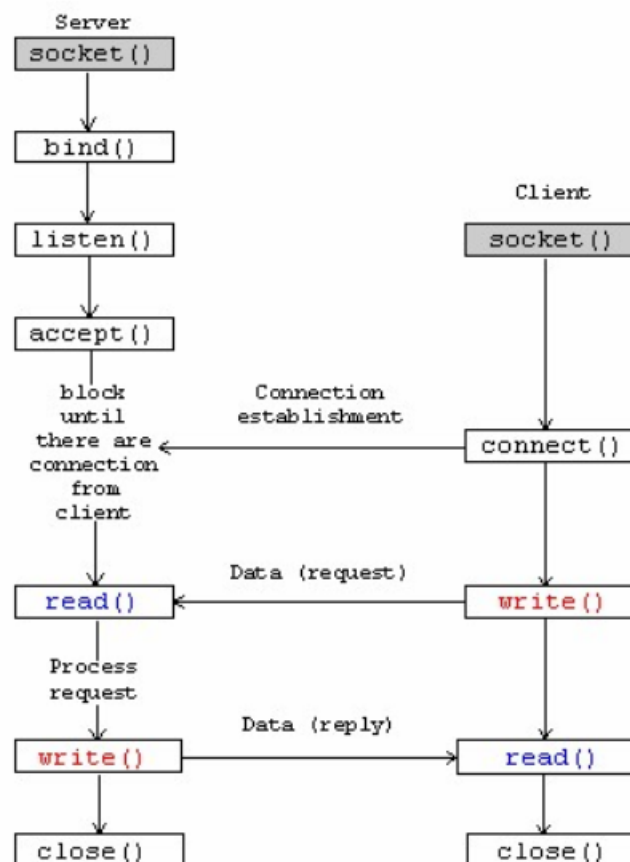 Server
socket()
bind()
listen()
accept()
block
until
there are
connection
from
client
read()
Process
request
write()
close()
Connection
establishment
Data (request)
Data (reply)
Client
socket()
connect()
write()
read()
close()